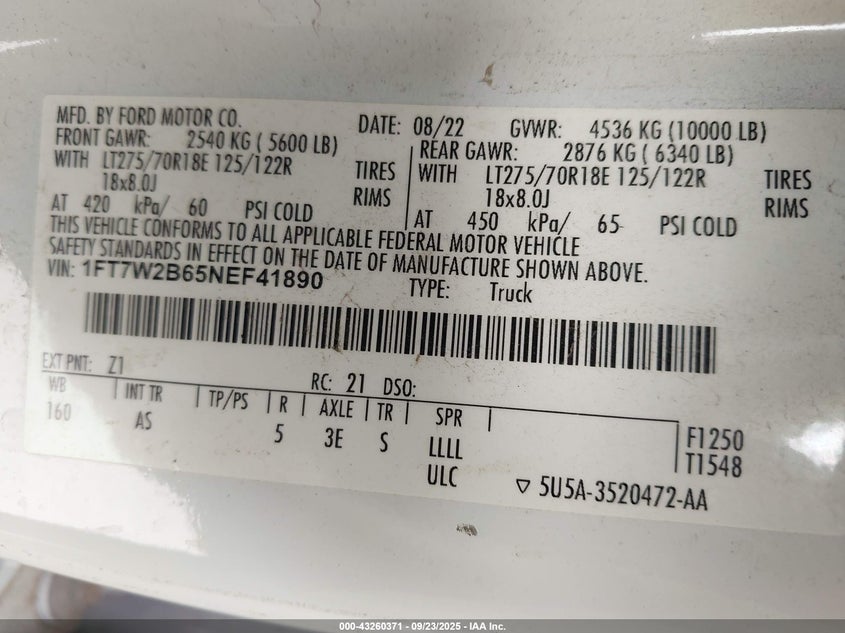 MFD. BY FORD MOTOR CO.
DATE: 08/22 GVWR: 4536 KG (10000 LB)
FRONT GAWR: 2540 KG ( 5600 LB)
REAR GAWR: 2876 KG ( 6340 LB)
WITH LT275/70R18E 125/122R TIRES
WITH LT275/70R18E 125/122R TIRES
18x8.0J RIMS
18x8.0J RIMS
AT 420 kPa/ 60 PSI COLD
AT 450 kPa/ 65 PSI COLD
THIS VEHICLE CONFORMS TO ALL APPLICABLE FEDERAL MOTOR VEHICLE
SAFETY STANDARDS IN EFFECT ON THE DATE OF MANUFACTURE SHOWN ABOVE.
VIN: 1FT7W2B65NEF41890
TYPE: Truck
EXT PNT: Z1
RC: 21 DSO:
WB INT TR TP/PS R AXLE TR SPR
160 AS 5 3E S LLLL
ULC
F1250
T1548
▽ 5U5A-3520472-AA
000-43260371 - 09/23/2025 - IAA Inc.